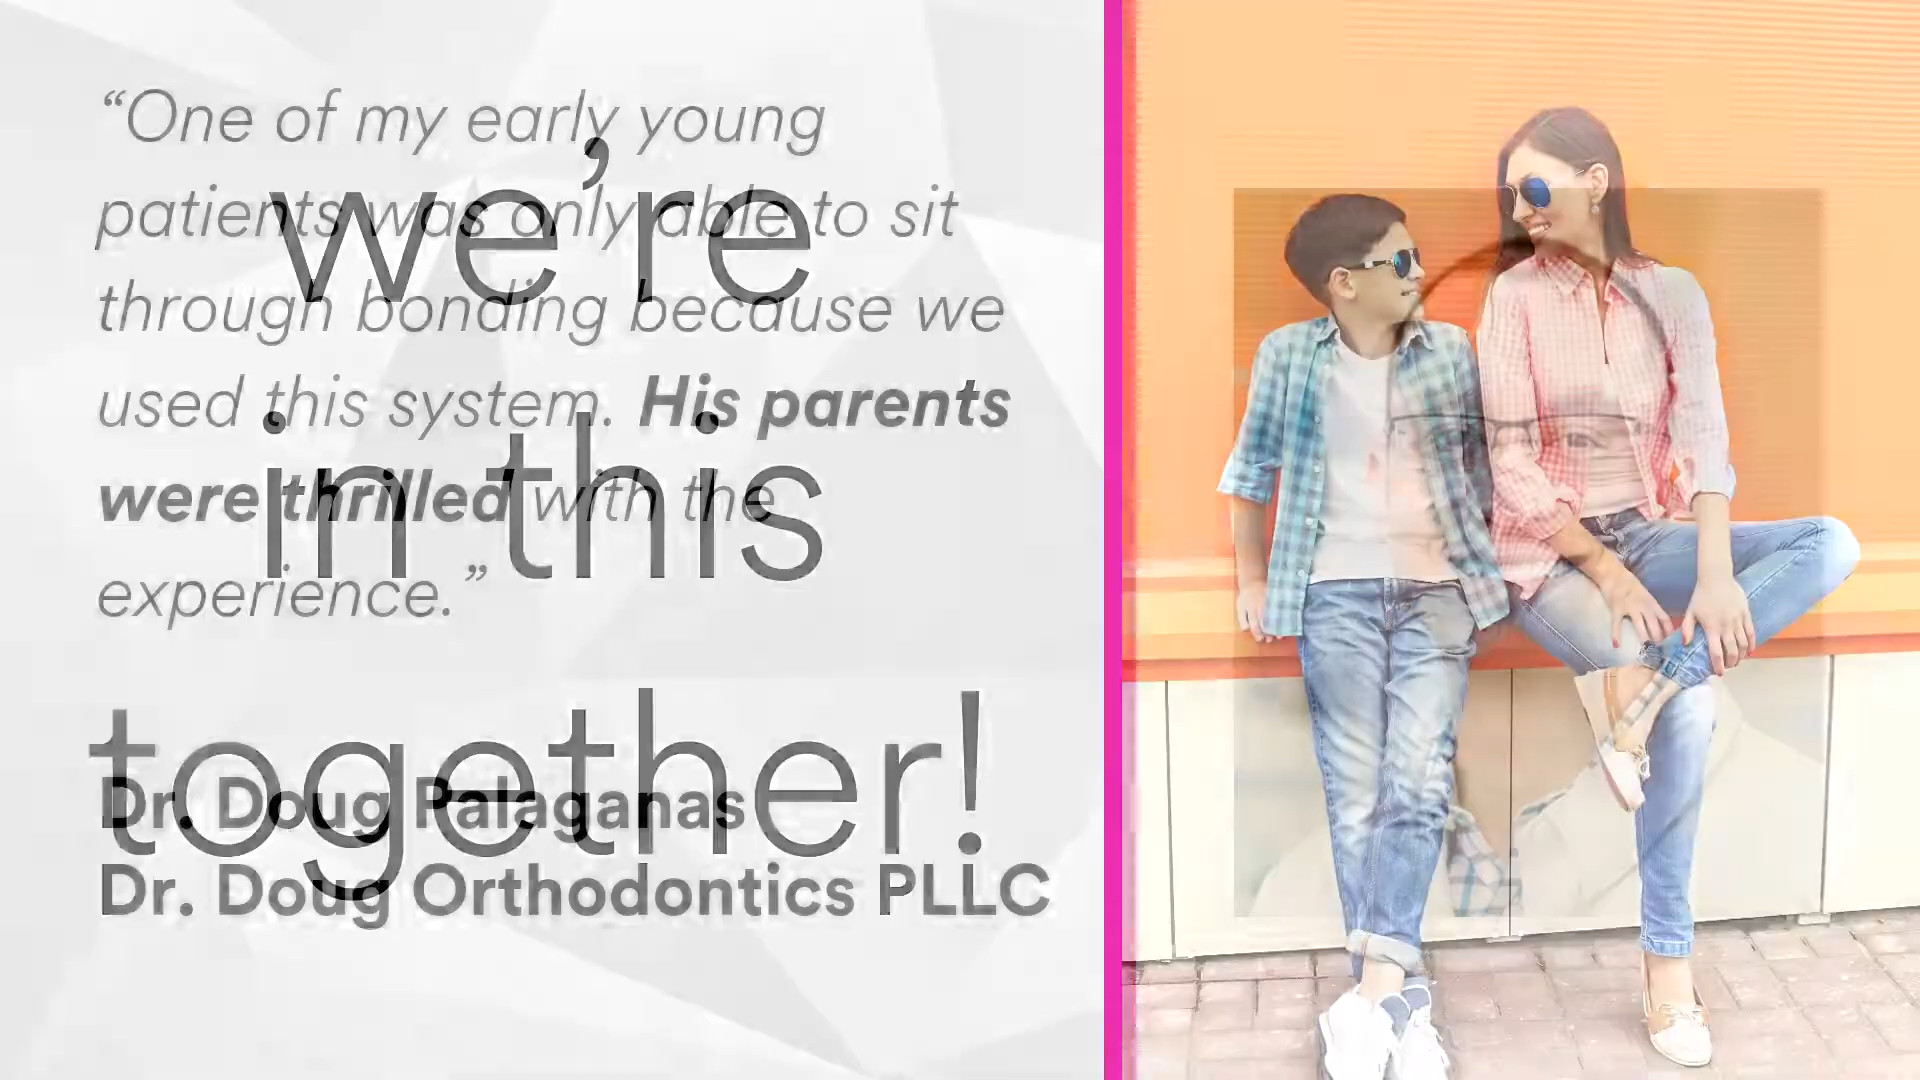 “One of my early young
patients was only able to sit
through bonding because we
used this system. His parents
were thrilled with the
experience.”
Dr. Doug Palaganas
Dr. Doug Orthodontics PLLC
we’re
in this
together!